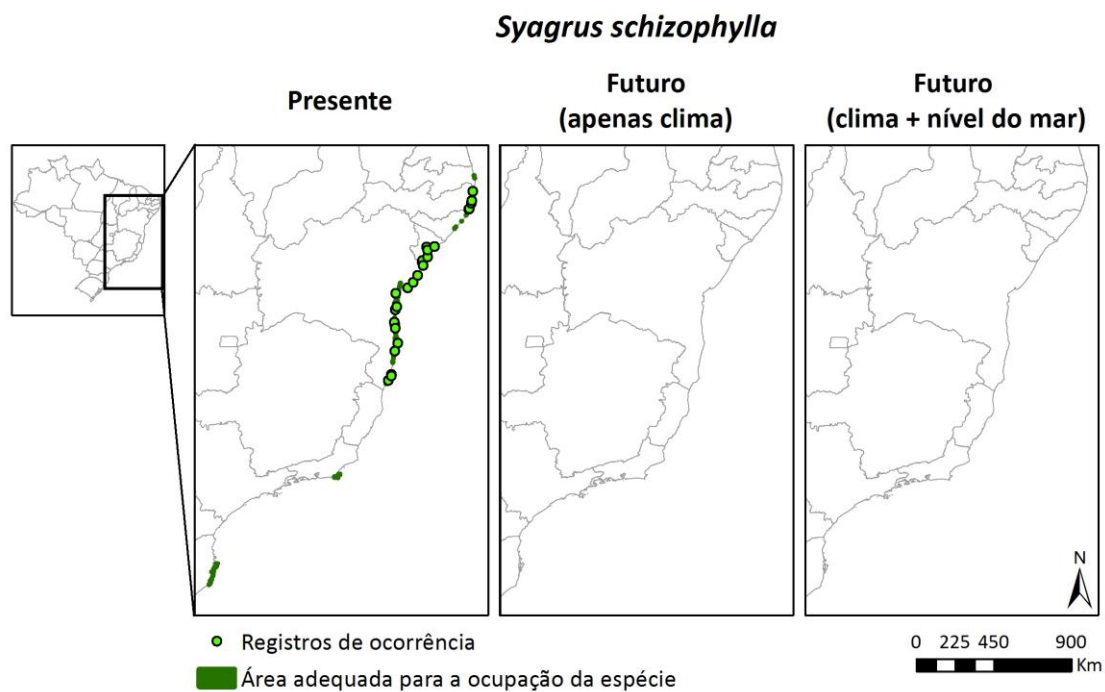 Syagrus schizophylla
Presente
Futuro
(apenas clima)
Futuro
(clima + nível do mar)
N
Registros de ocorrência
Área adequada para a ocupação da espécie
0 225 450 900
Km